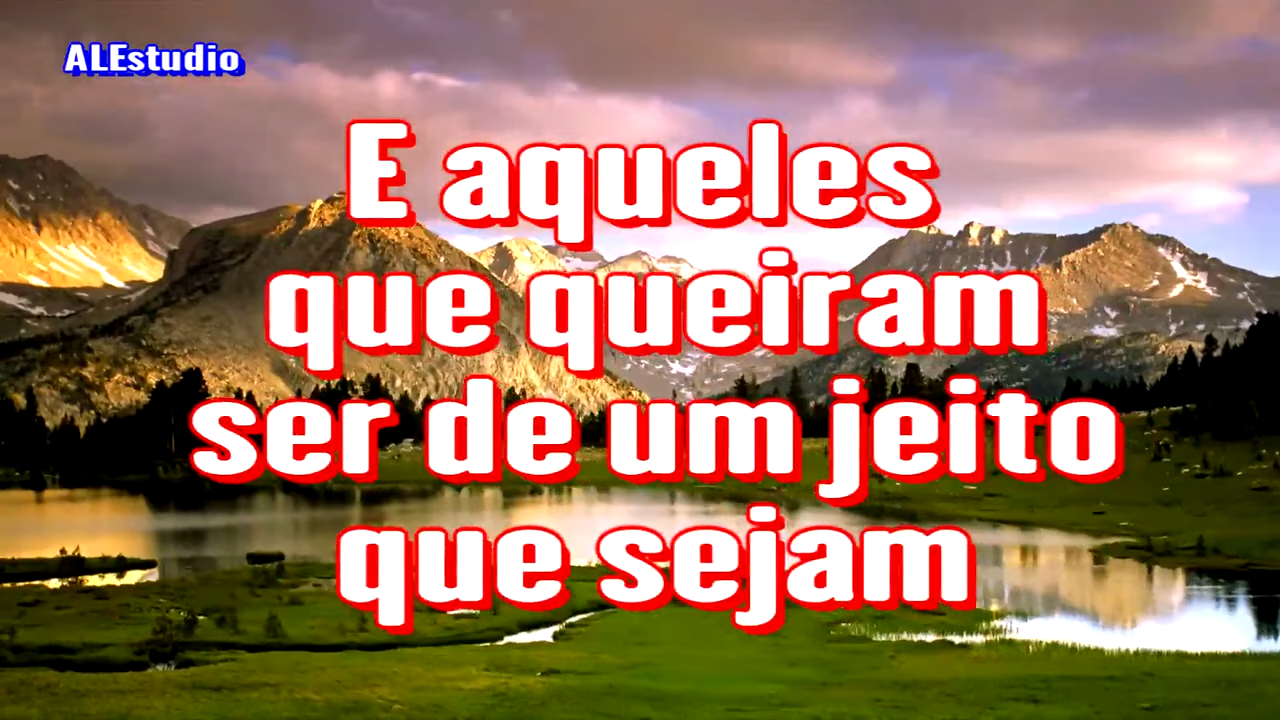 ALEstudio
E aqueles
que queiram
ser de um jeito
que sejam